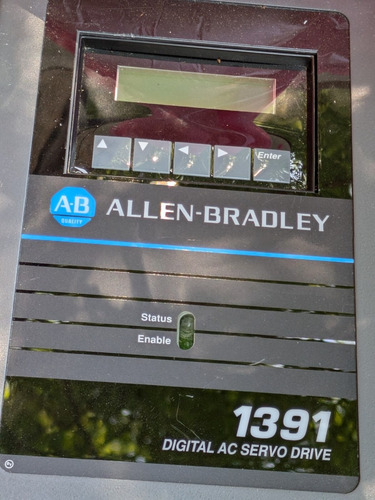 Enter
A-B
QUALITY
ALLEN-BRADLEY
Status
Enable
1391
DIGITAL AC SERVO DRIVE